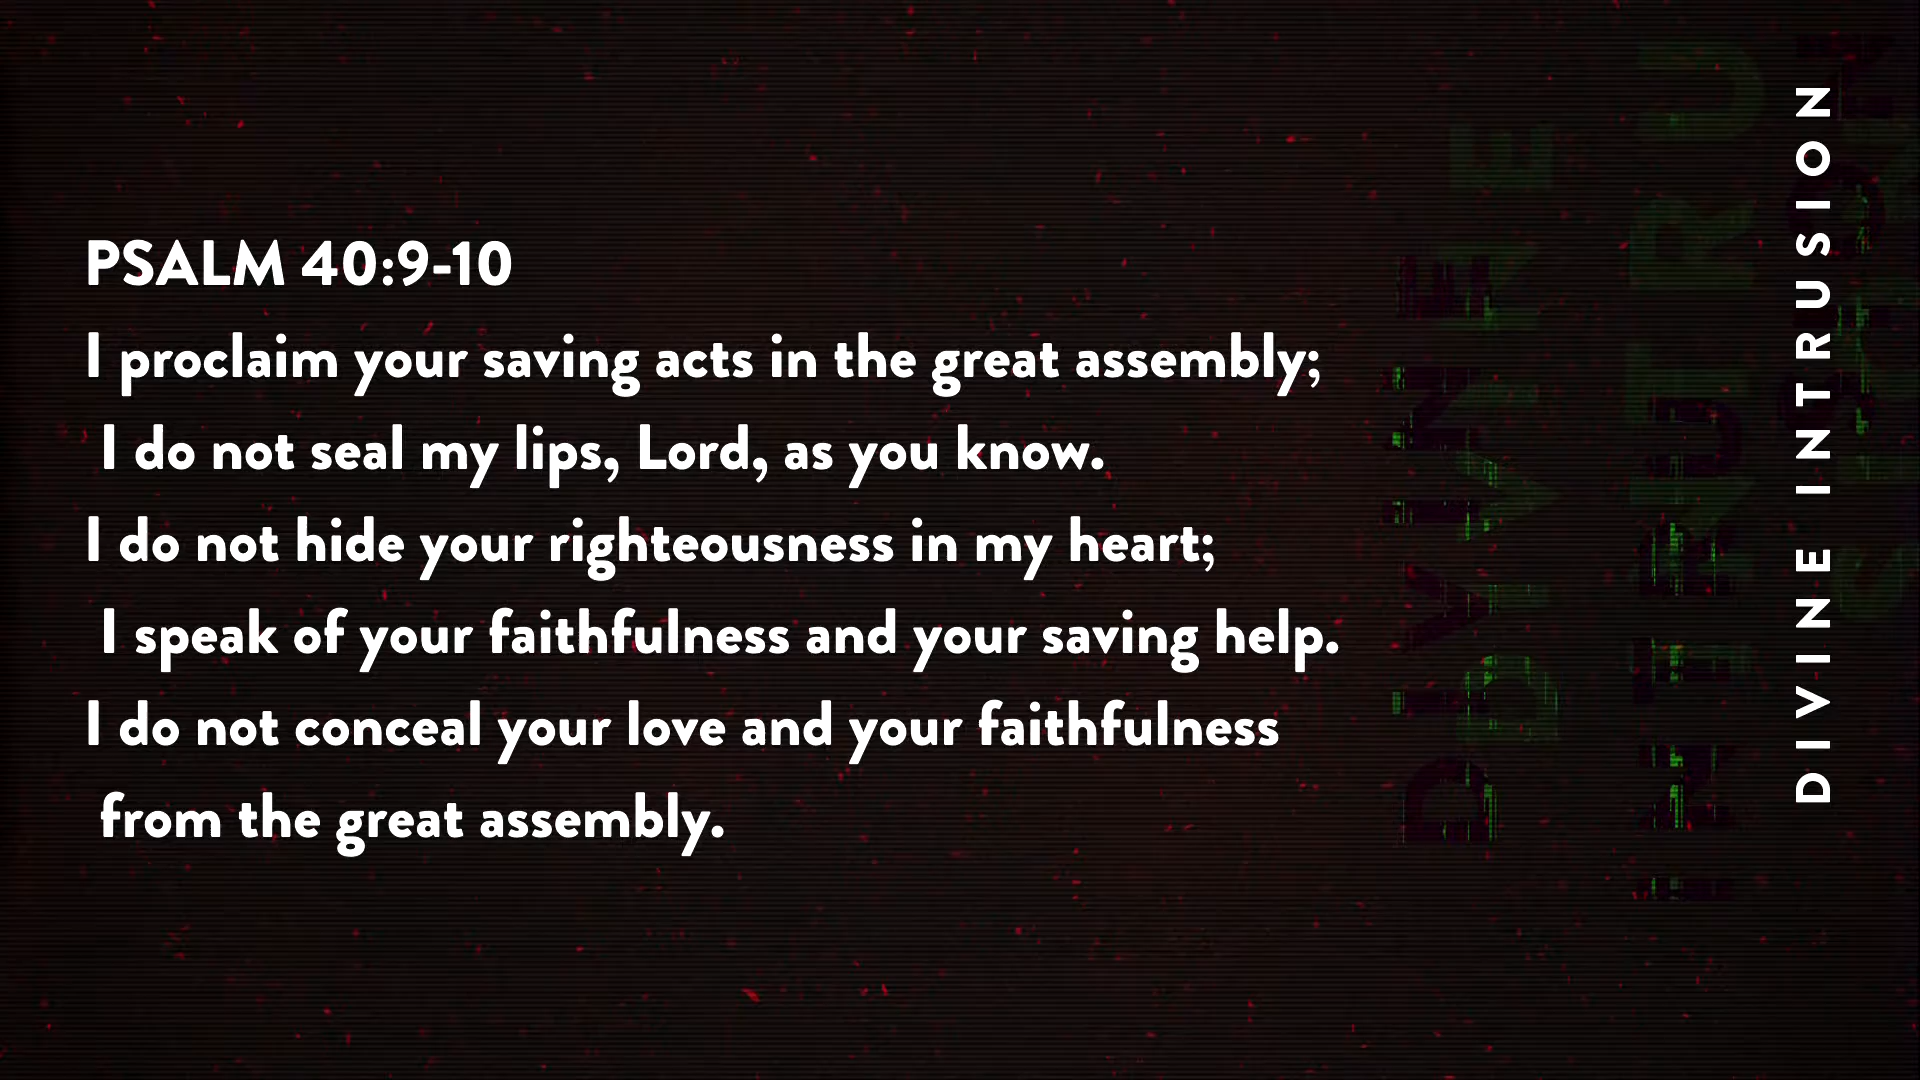 PSALM 40:9-10
I proclaim your saving acts in the great assembly;
I do not seal my lips, Lord, as you know.
I do not hide your righteousness in my heart;
I speak of your faithfulness and your saving help.
I do not conceal your love and your faithfulness
from the great assembly.
DIVINE INTRUSION